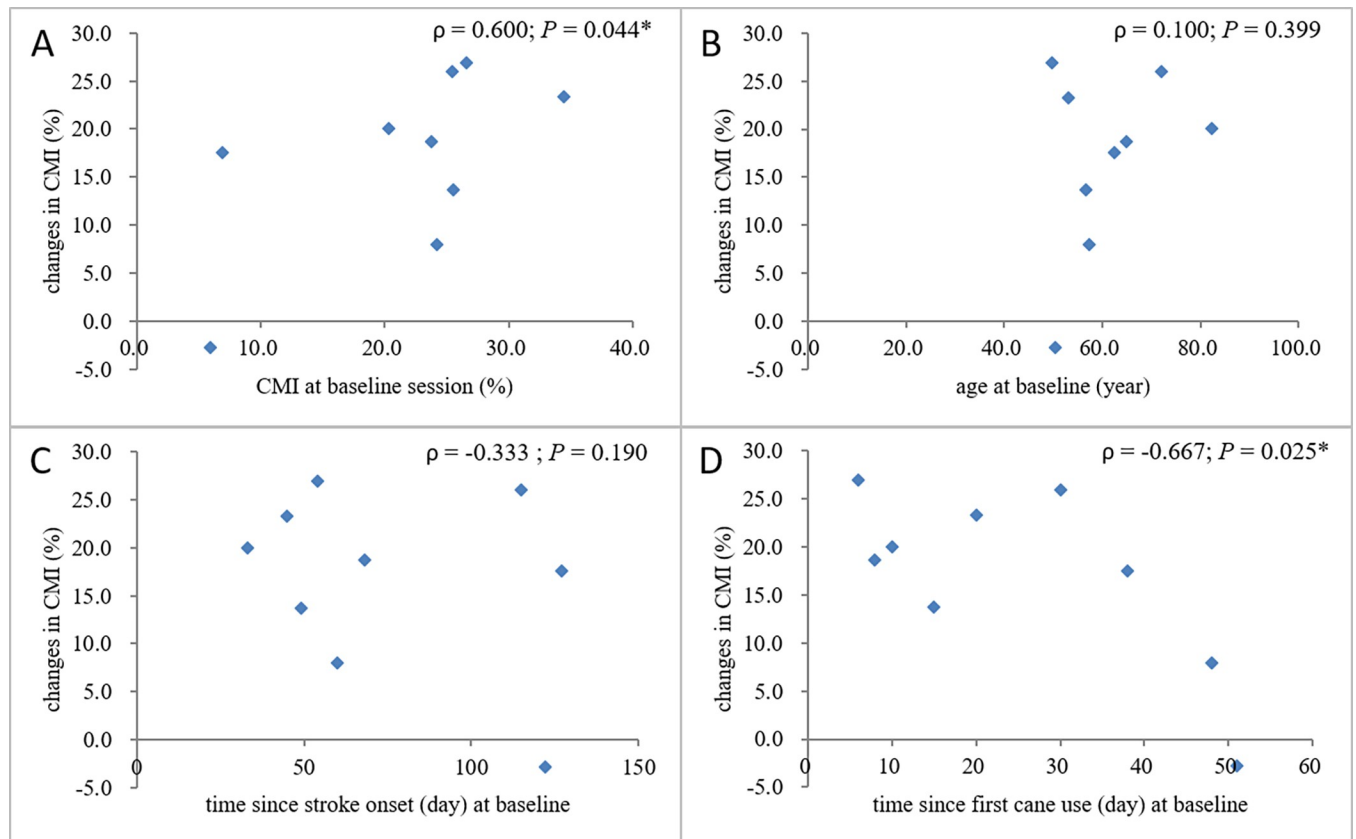 A
ρ = 0.600; P = 0.044*
changes in CMI (%)
30.0
25.0
20.0
15.0
10.0
5.0
0.0
-5.0
0.0 10.0 20.0 30.0 40.0
CMI at baseline session (%)
B
ρ = 0.100; P = 0.399
changes in CMI (%)
30.0
25.0
20.0
15.0
10.0
5.0
0.0
-5.0
0.0 20.0 40.0 60.0 80.0 100.0
age at baseline (year)
C
ρ = -0.333 ; P = 0.190
changes in CMI (%)
30.0
25.0
20.0
15.0
10.0
5.0
0.0
-5.0
0 50 100 150
time since stroke onset (day) at baseline
D
ρ = -0.667; P = 0.025*
changes in CMI (%)
30.0
25.0
20.0
15.0
10.0
5.0
0.0
-5.0
0 10 20 30 40 50 60
time since first cane use (day) at baseline